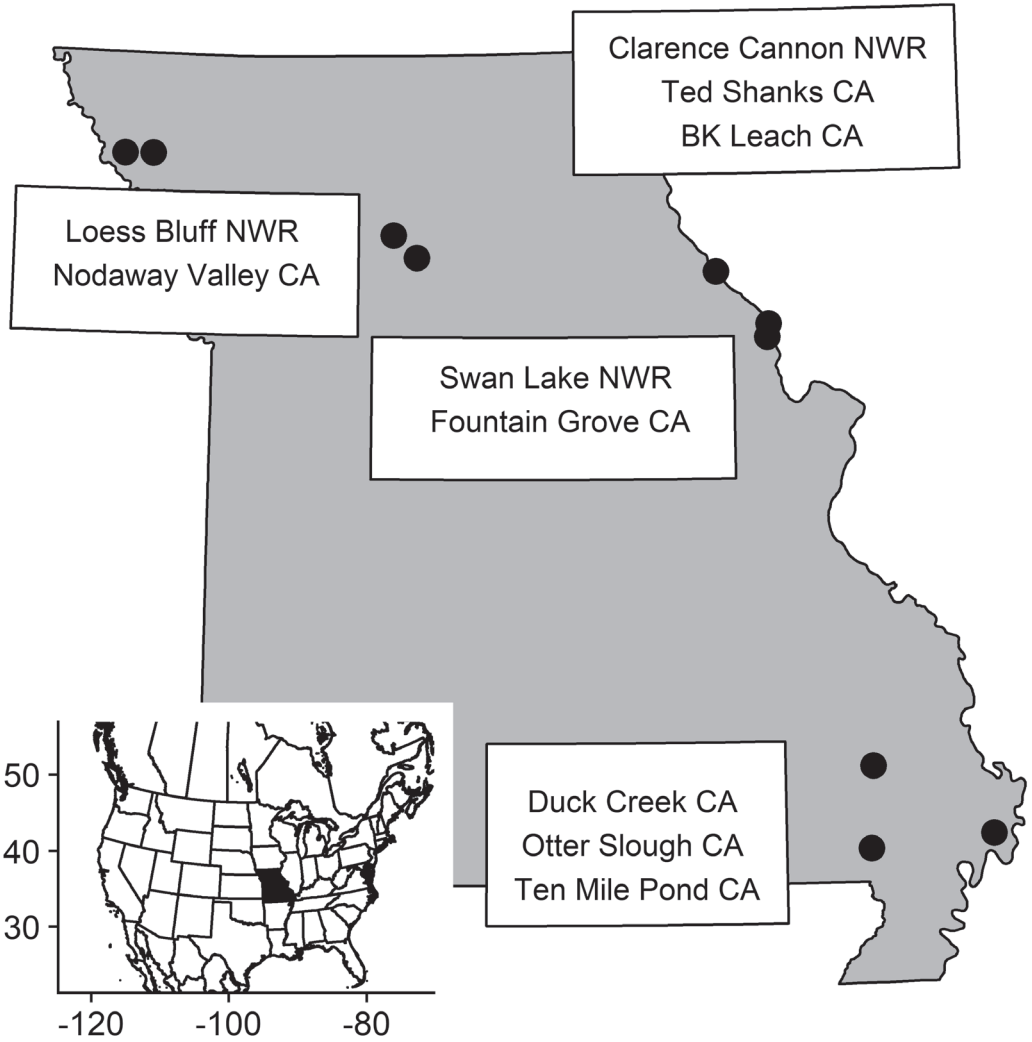 Clarence Cannon NWR
Ted Shanks CA
BK Leach CA
Loess Bluff NWR
Nodaway Valley CA
Swan Lake NWR
Fountain Grove CA
Duck Creek CA
Otter Slough CA
Ten Mile Pond CA
50
40
30
-120
-100
-80